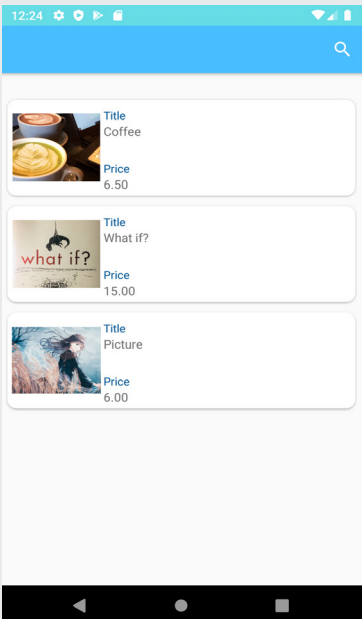 12:24
Title
Coffee
Price
6.50
what if?
Title
What if?
Price
15.00
Title
Picture
Price
6.00